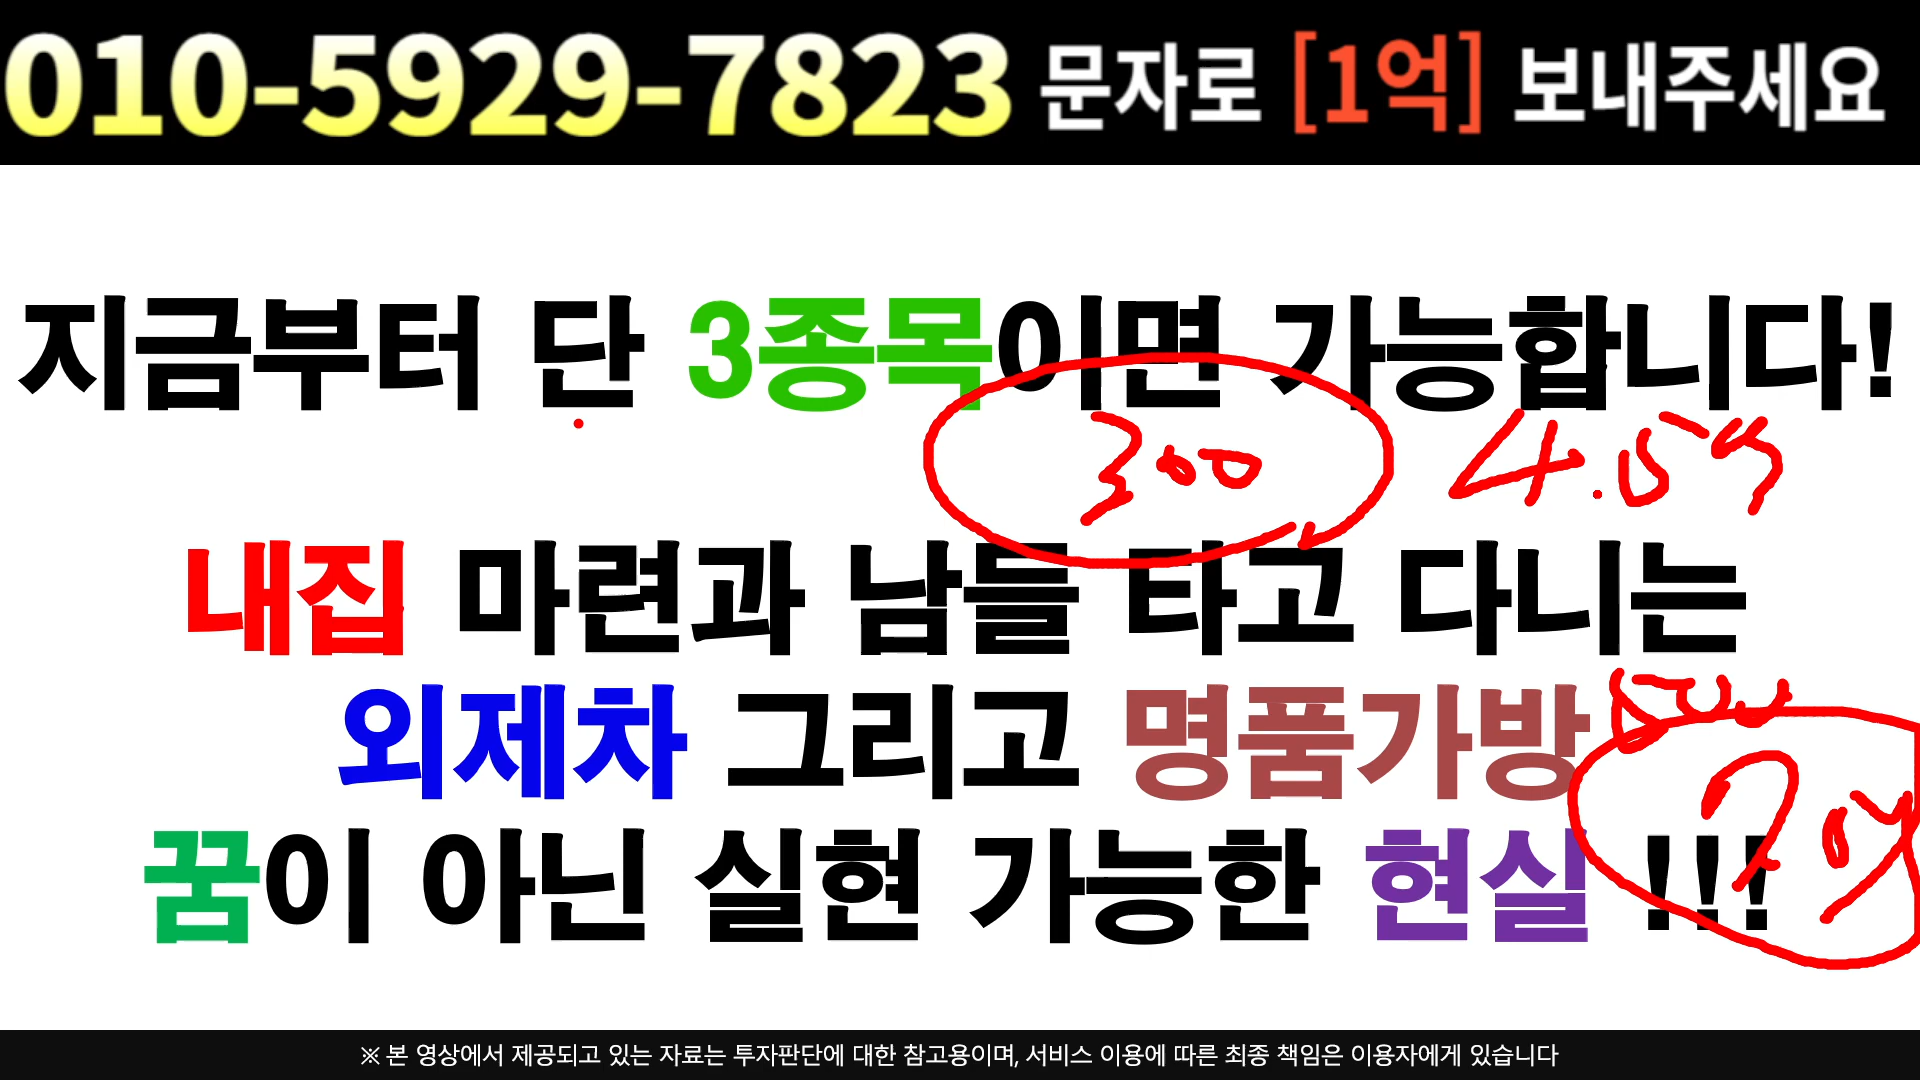 010-5929-7823 문자로 [1억] 보내주세요
지금부터 단 3종목이면 가능합니다!
300
4.5억
내집 마련과 남들 타고 다니는
500
외제차 그리고 명품가방
꿈이 아닌 실현 가능한 현실 !!!
※ 본 영상에서 제공되고 있는 자료는 투자판단에 대한 참고용이며, 서비스 이용에 따른 최종 책임은 이용자에게 있습니다